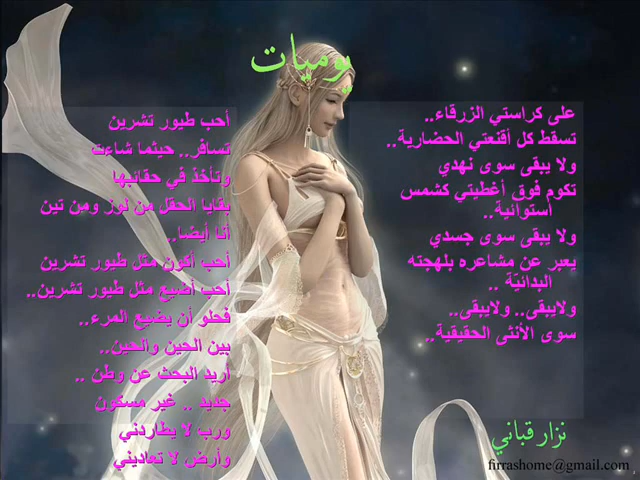 يوميات
على كراستي الزرقاء..
تسقط كل أقنعتي الحضارية..
ولا يبقى سوى نهدي
تكوم فوق أغطيتي كشمس
استوائية..
ولا يبقى سوى جسدي
يعبر عن مشاعره بلهجته
البدائيّة ..
ولايبقى.. ولايبقى..
سوى الأنثى الحقيقية..
أحب طيور تشرين
تسافر.. حيثما شاءت
وتأخذ في حقائبها
بقايا الحقل من لوز ومن تين
أنا أيضًا..
أحب أكون مثل طيور تشرين
أحب أضيع مثل طيور تشرين..
فحلو أن يضيع المرء..
بين الحين والحين..
أريد البحث عن وطن ..
جديد .. غير مسكون
ورب لا يطاردني
وأرض لا تعاديني
نزار قباني
firrashome@gmail.com